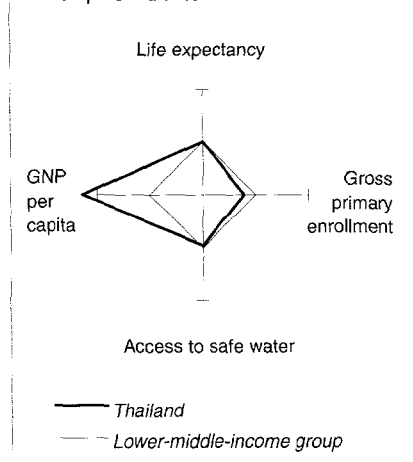 Life expectancy
GNP
per
capita
Gross
primary
enrollment
Access to safe water
Thailand
Lower-middle-income group